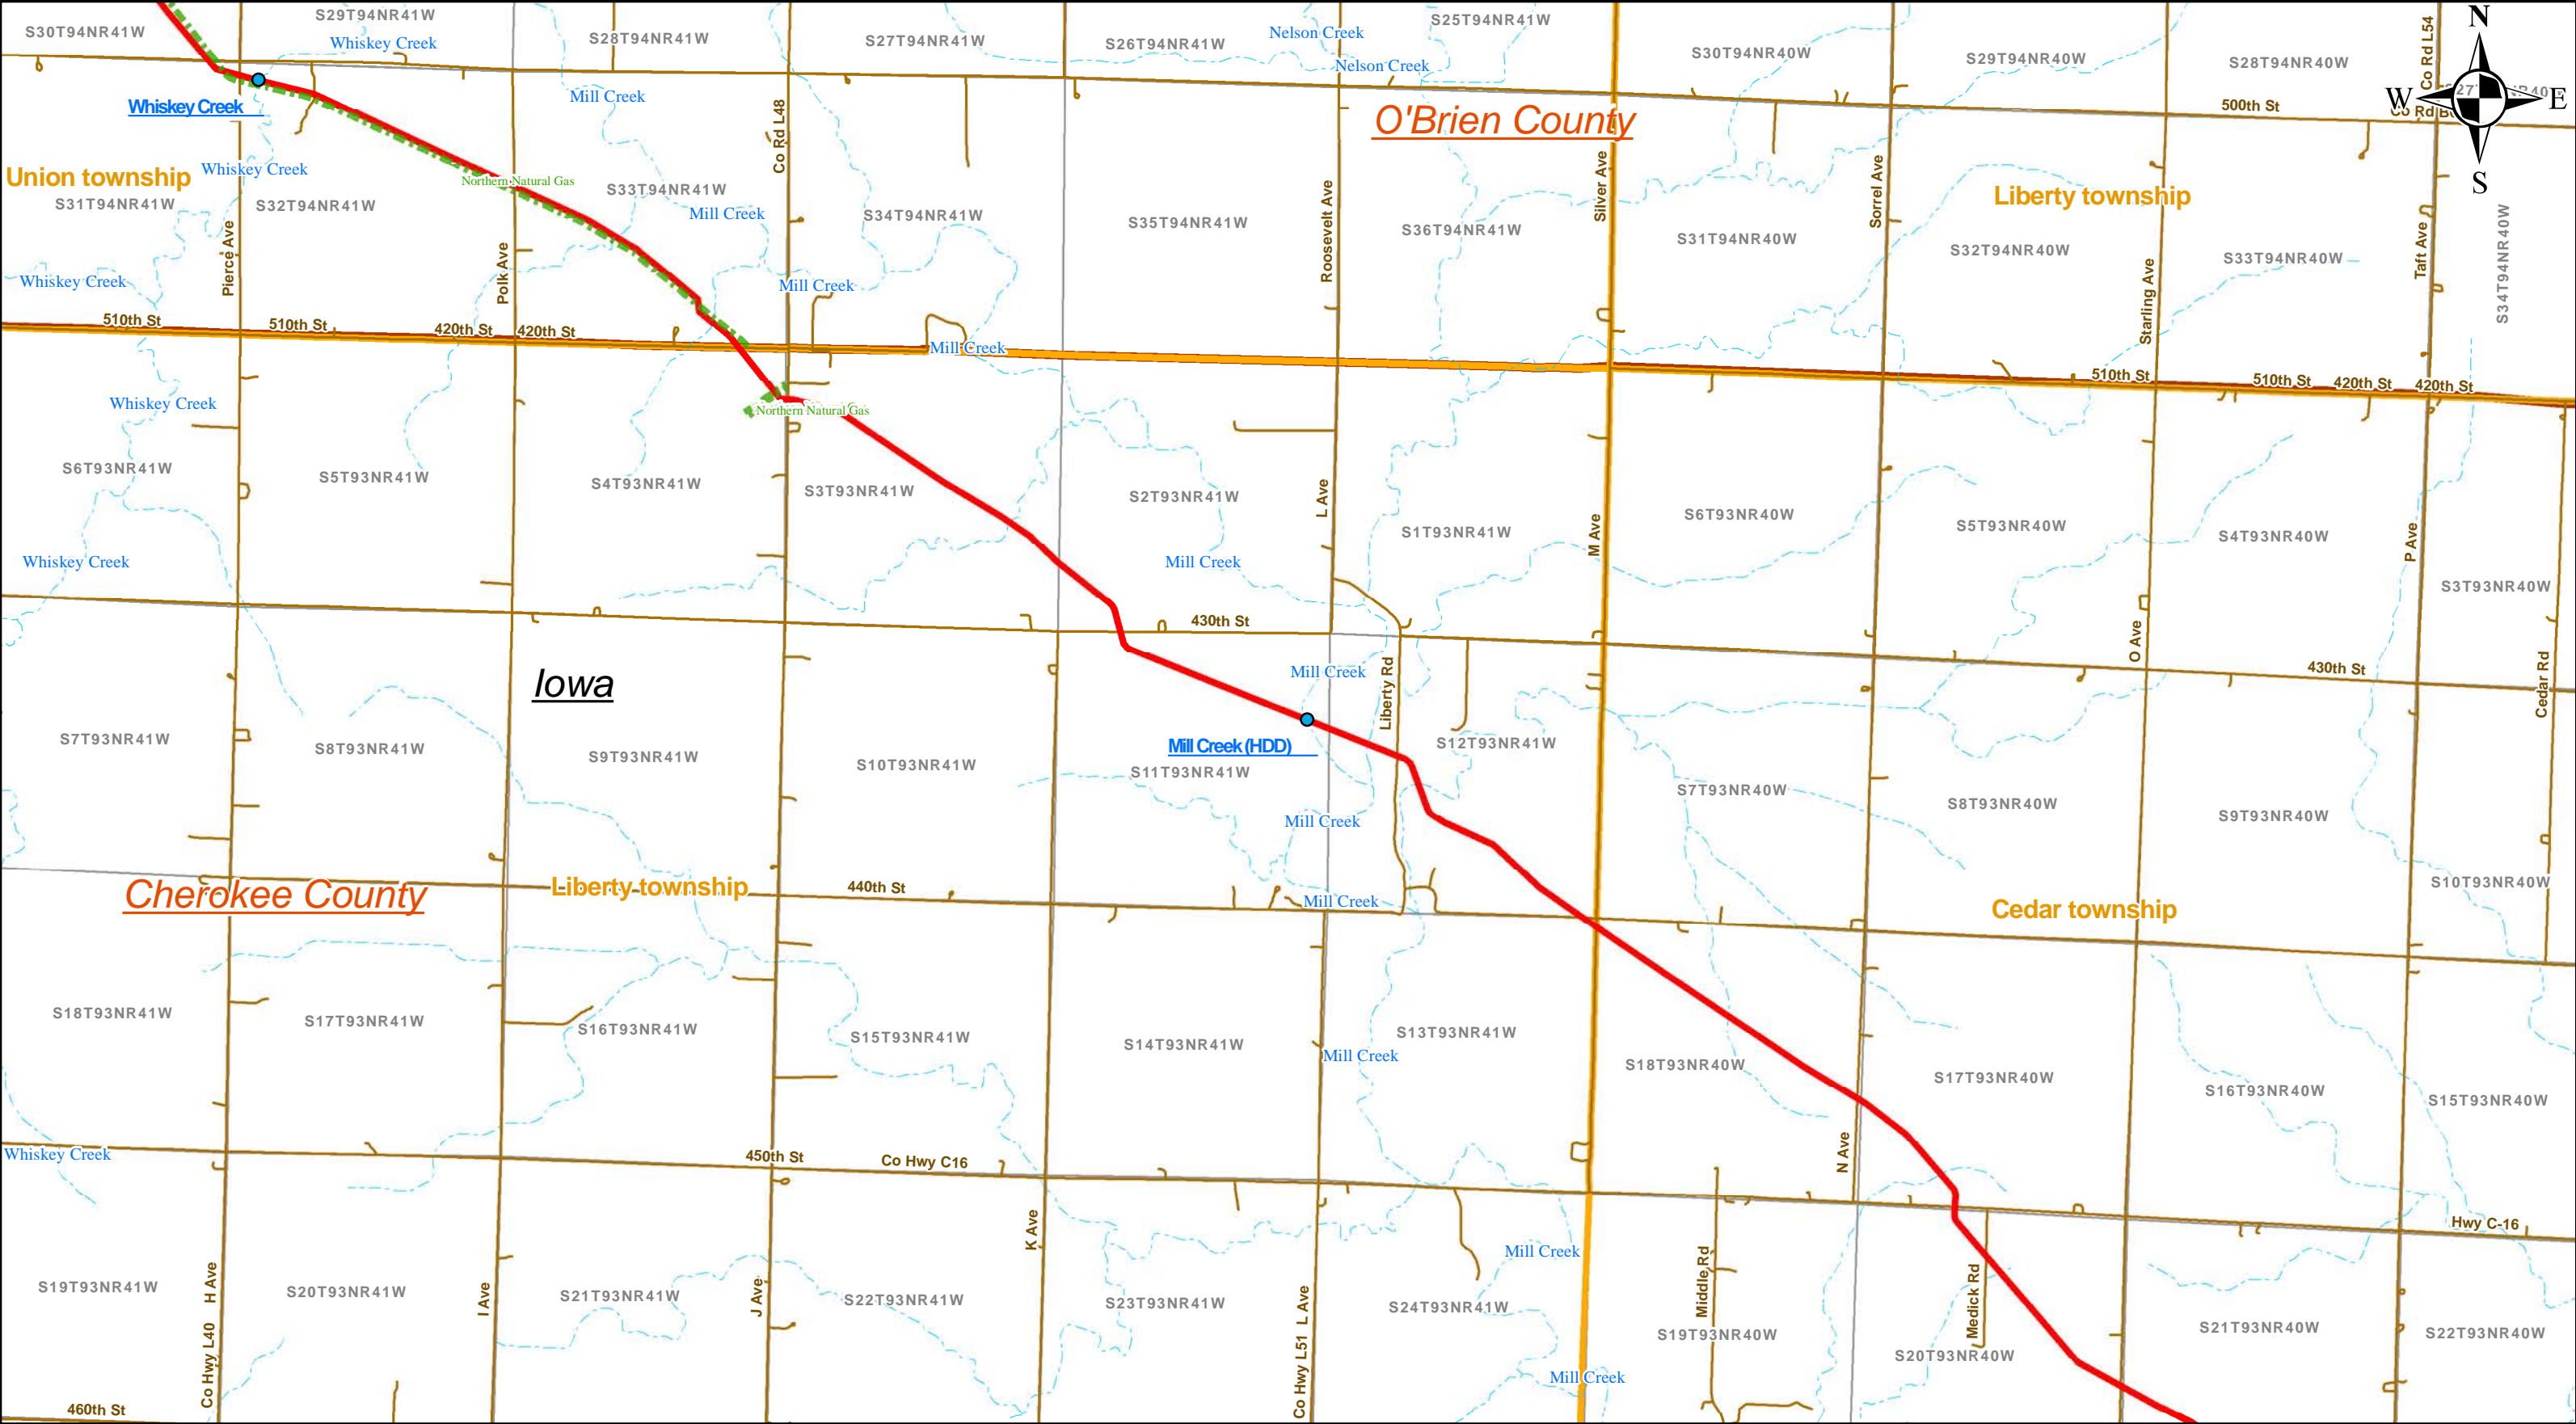 S29T94NR41W
S25T94NR41W
N
S30T94NR41W
Whiskey Creek
S28T94NR41W
S27T94NR41W
S26T94NR41W
Nelson Creek
Nelson Creek
S30T94NR40W
S29T94NR40W
S28T94NR40W
Co Rd L54
W
E
S
500th St
Whiskey Creek
Mill Creek
Co Rd L48
O'Brien County
Union township
Whiskey Creek
S31T94NR41W
S32T94NR41W
Northern Natural Gas
S33T94NR41W
Mill Creek
S34T94NR41W
S35T94NR41W
Roosevelt Ave
S36T94NR41W
Silver Ave
S31T94NR40W
Sorrel Ave
Liberty township
S32T94NR40W
Starling Ave
S33T94NR40W
Taft Ave
S34T94NR40W
Pierce Ave
Polk Ave
Whiskey Creek
Mill Creek
510th St
510th St
420th St
420th St
Mill Creek
510th St
510th St
420th St
420th St
Whiskey Creek
Northern Natural Gas
S6T93NR41W
S5T93NR41W
S4T93NR41W
S3T93NR41W
S2T93NR41W
L Ave
S1T93NR41W
M Ave
S6T93NR40W
S5T93NR40W
S4T93NR40W
P Ave
S3T93NR40W
Whiskey Creek
Mill Creek
430th St
O Ave
430th St
Cedar Rd
Iowa
Mill Creek
Liberty Rd
Mill Creek (HDD)
S7T93NR41W
S8T93NR41W
S9T93NR41W
S10T93NR41W
S11T93NR41W
S12T93NR41W
S7T93NR40W
S8T93NR40W
S9T93NR40W
Mill Creek
Cherokee County
Liberty township
440th St
Mill Creek
Cedar township
S10T93NR40W
S18T93NR41W
S17T93NR41W
S16T93NR41W
S15T93NR41W
S14T93NR41W
Mill Creek
S13T93NR41W
S18T93NR40W
S17T93NR40W
S16T93NR40W
S15T93NR40W
Whiskey Creek
450th St
Co Hwy C16
N Ave
Hwy C-16
K Ave
Mill Creek
Middle Rd
Medick Rd
S19T93NR41W
H Ave
S20T93NR41W
I Ave
S21T93NR41W
J Ave
S22T93NR41W
S23T93NR41W
L Ave
S24T93NR41W
S19T93NR40W
S20T93NR40W
S21T93NR40W
S22T93NR40W
Co Hwy L40
Co Hwy L51
Mill Creek
460th St